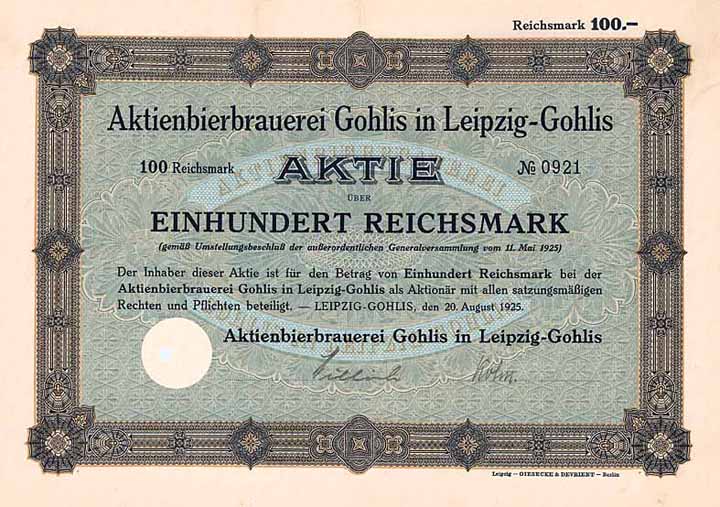 Reichsmark 100.—
Aktienbierbrauerei Gohlis in Leipzig-Gohlis
100 Reichsmark AKTIE № 0921
ÜBER
EINHUNDERT REICHSMARK
(gemäß Umstellungsbeschluß der außerordentlichen Generalversammlung vom 11. Mai 1925)
Der Inhaber dieser Aktie ist für den Betrag von Einhundert Reichsmark bei der
Aktienbierbrauerei Gohlis in Leipzig-Gohlis als Aktionär mit allen satzungsmäßigen
Rechten und Pflichten beteiligt. — LEIPZIG-GOHLIS, den 20. August 1925.
Aktienbierbrauerei Gohlis in Leipzig-Gohlis
Leipzig — GIESECKE & DEVRIENT — Berlin